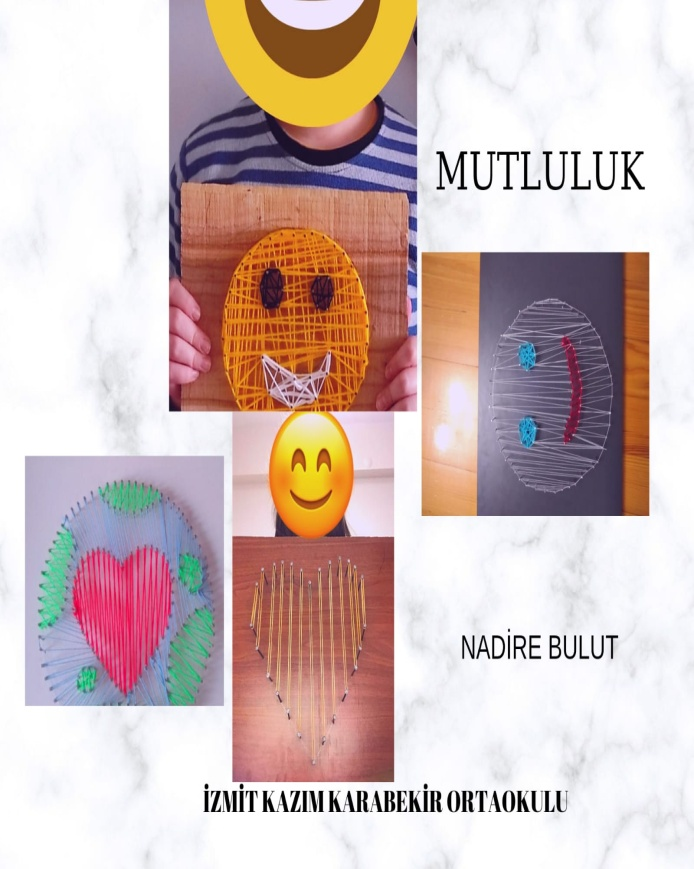 MUTLULUK
NADİRE BULUT
İZMİT KAZIM KARABEKİR ORTAOKULU